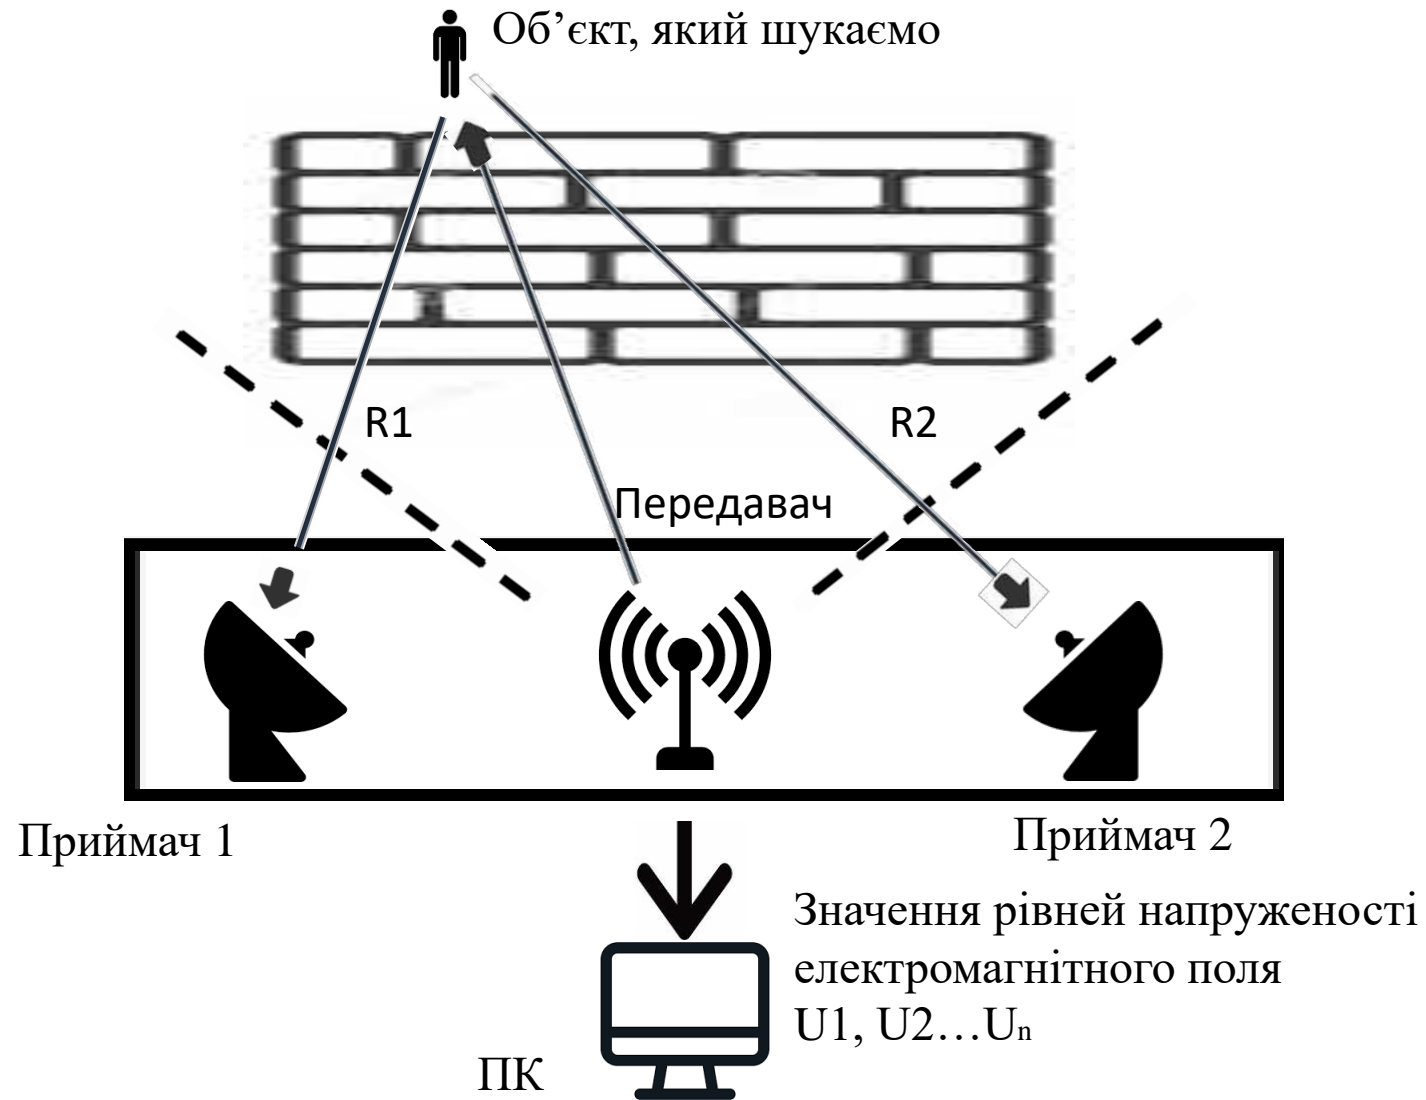 Об’єкт, який шукаємо
R1
R2
Передавач
Приймач 1
Приймач 2
Значення рівней напруженості
електромагнітного поля
U1, U2…Un
ПК